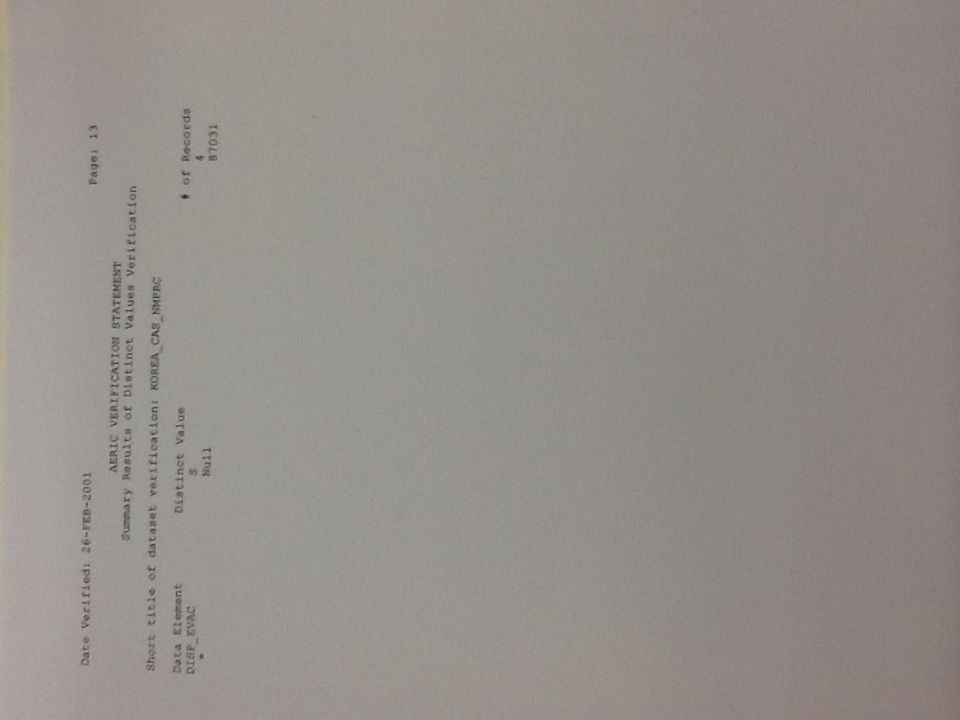 Date Verified: 26-FEB-2001 Page: 13
AERIC VERIFICATION STATEMENT
Summary Results of Distinct Values Verification
Short title of dataset verification: KOREA_CAS_NMPRC
Data Element Distinct Value # of Records
DISP_EVAC S 4
" Null 87031